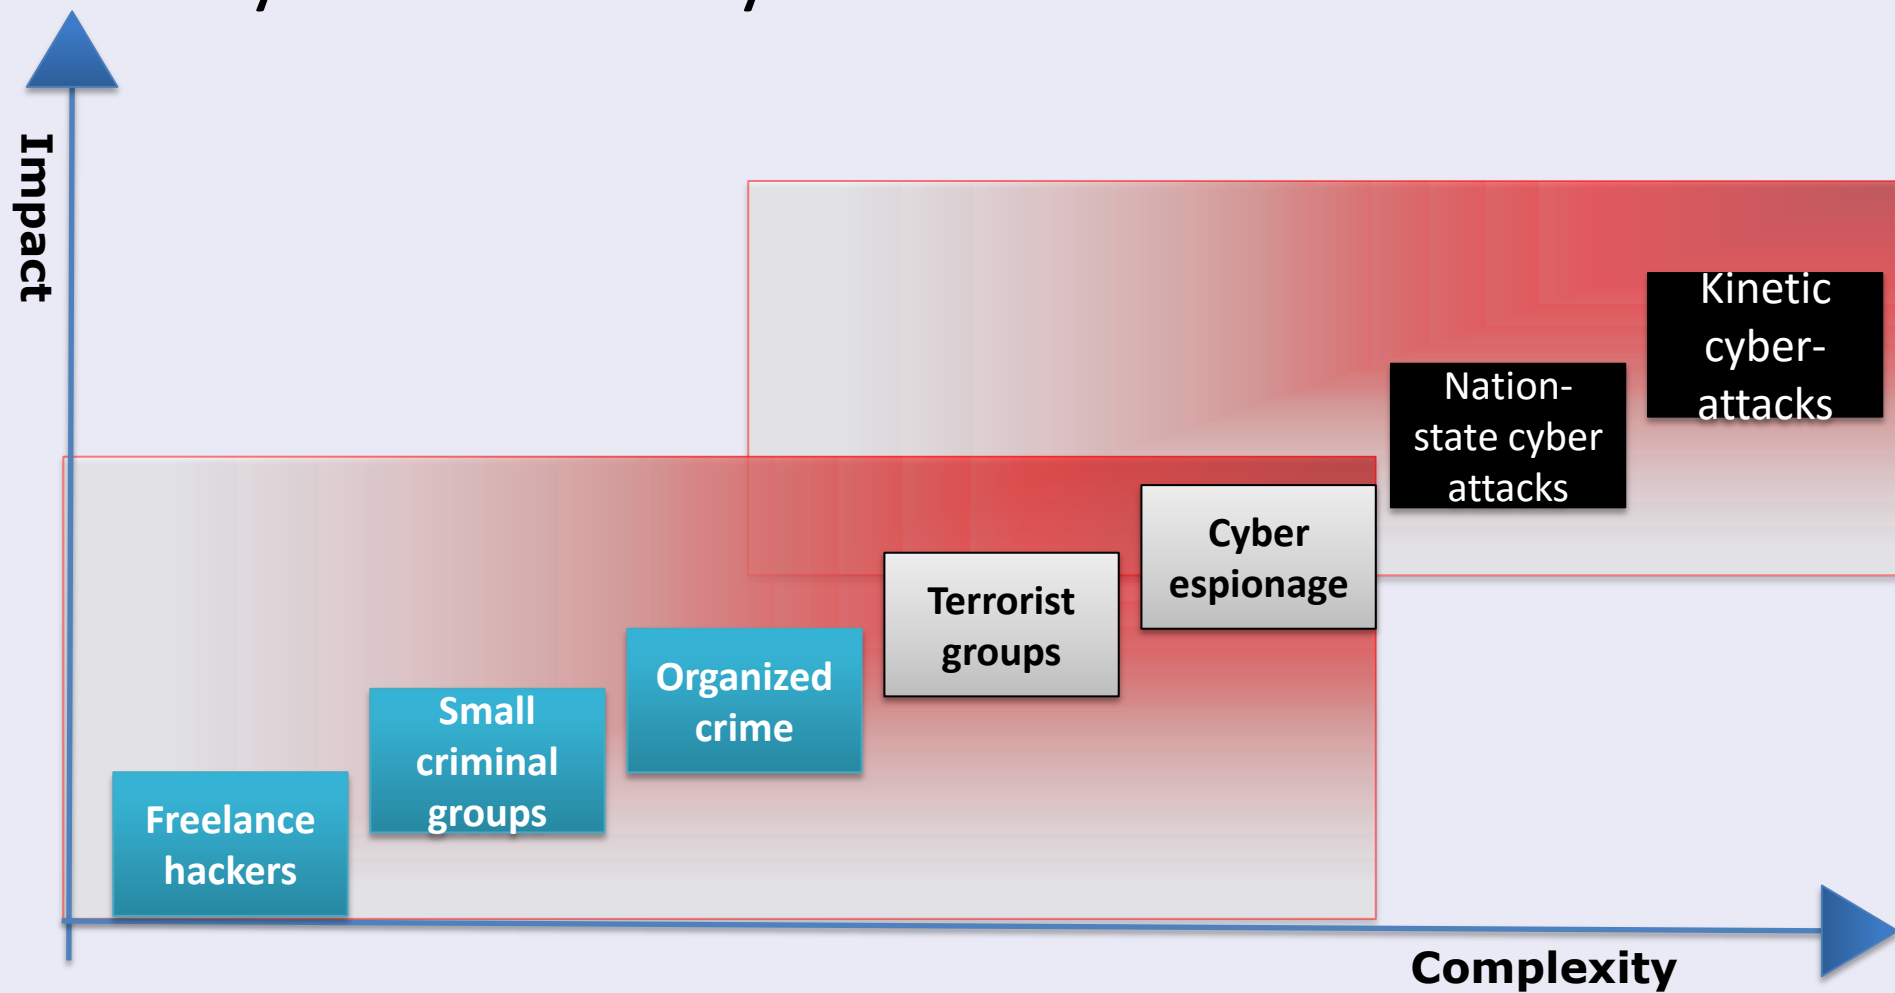 Impact
Kinetic
cyber-
attacks
Nation-
state cyber
attacks
Cyber
espionage
Terrorist
groups
Organized
crime
Small
criminal
groups
Freelance
hackers
Complexity